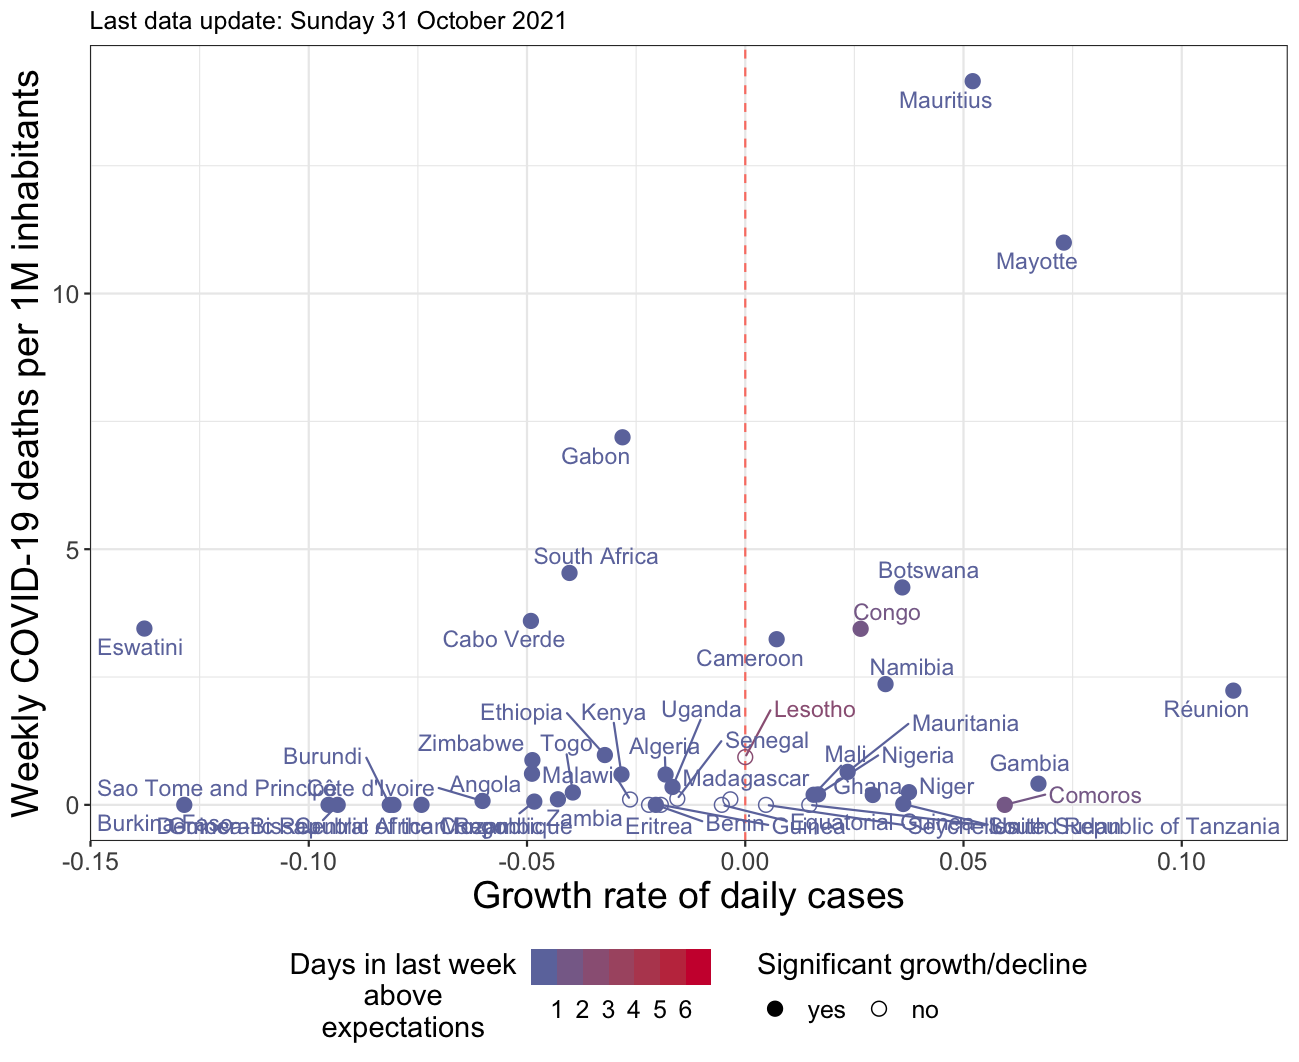 Last data update: Sunday 31 October 2021
Weekly COVID-19 deaths per 1M inhabitants
10
5
0
Mauritius
Mayotte
Gabon
South Africa
Botswana
Congo
Cabo Verde
Eswatini
Cameroon
Namibia
Réunion
Ethiopia
Kenya
Uganda
Lesotho
Mauritania
Zimbabwe
Togo
Algeria
Senegal
Burundi
Mali
Nigeria
Gambia
Sao Tome and Principe
Côte d'Ivoire
Angola
Malawi
Madagascar
Ghana
Niger
Comoros
Burkina Faso
Zambia
Eritrea
Benin
Guinea
Equatorial Guinea
Seychelles
South Sudan
United Republic of Tanzania
-0.15
-0.10
-0.05
0.00
0.05
0.10
Growth rate of daily cases
Days in last week
above
expectations
1 2 3 4 5 6
Significant growth/decline
yes
no